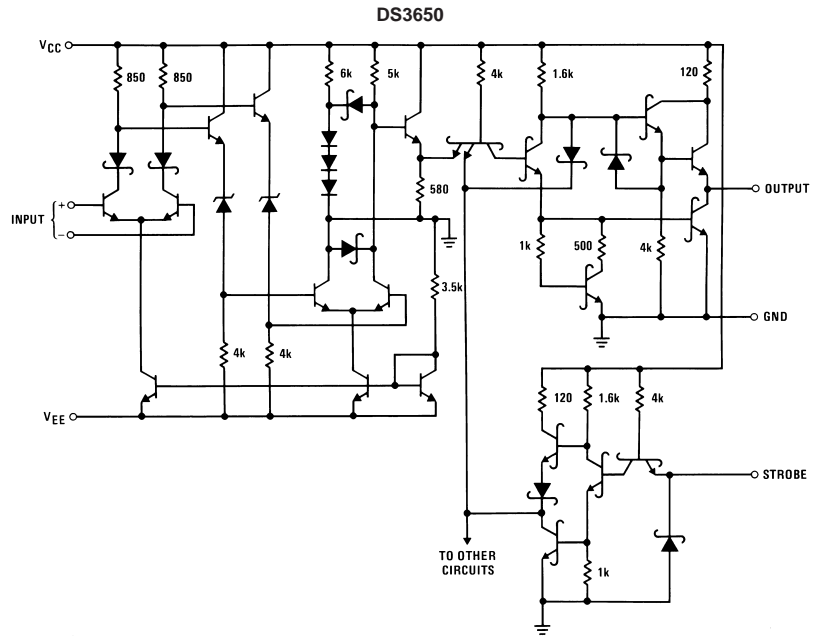 DS3650
VCC
850
850
6k
5k
4k
1.6k
120
580
INPUT
+
−
OUTPUT
1k
500
4k
3.5k
GND
4k
4k
VEE
120
1.6k
4k
STROBE
TO OTHER
CIRCUITS
1k